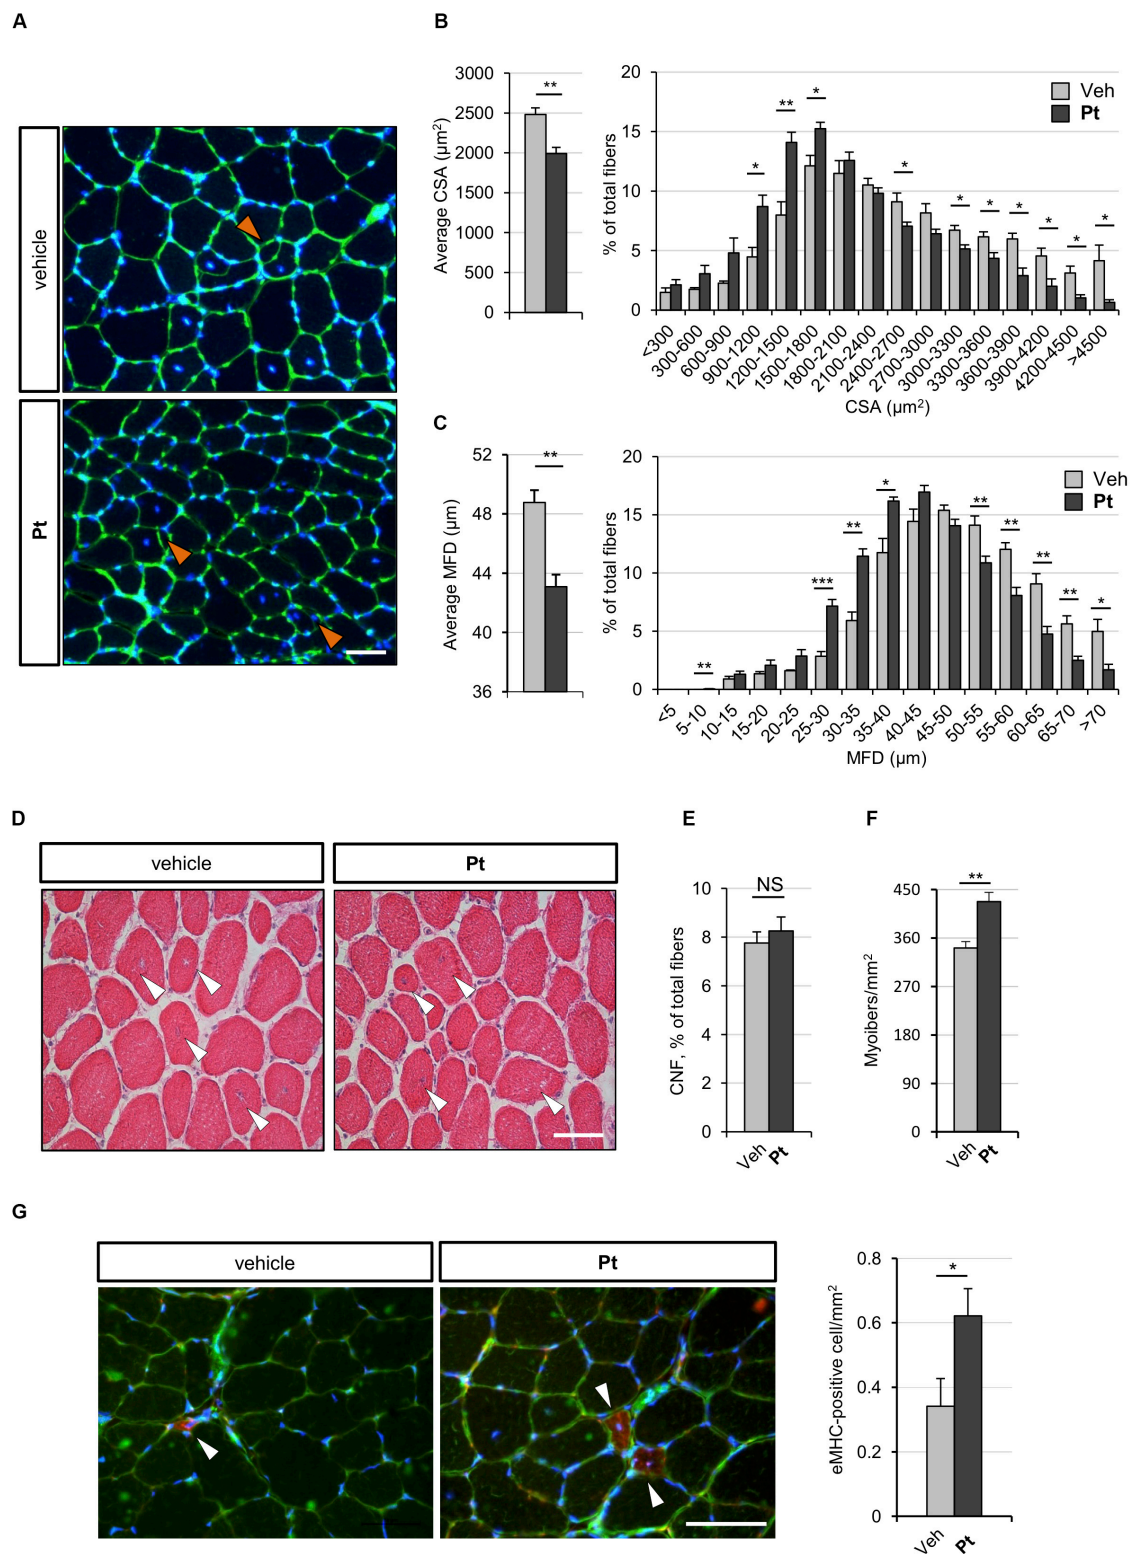 A
vehicle
Pt
B
3000
2500
2000
1500
1000
500
0
Average CSA (µm²)
**
20
15
10
5
0
% of total fibers
* ** * * * * * * * *
Veh
Pt
<300
300-600
600-900
900-1200
1200-1500
1500-1800
1800-2100
2100-2400
2400-2700
2700-3000
3000-3300
3300-3600
3600-3900
3900-4200
4200-4500
>4500
CSA (µm²)
C
52
48
44
40
36
Average MFD (µm)
**
20
15
10
5
0
% of total fibers
** *** ** * ** ** ** ** *
Veh
Pt
<5
5-10
10-15
15-20
20-25
25-30
30-35
35-40
40-45
45-50
50-55
55-60
60-65
65-70
>70
MFD (µm)
D
vehicle
Pt
E
10
8
6
4
2
0
CNF, % of total fibers
NS
Veh
Pt
F
450
360
270
180
90
0
Myoibers/mm²
**
Veh
Pt
G
vehicle
Pt
0.8
0.6
0.4
0.2
0
eMHC-positive cell/mm²
*
Veh
Pt